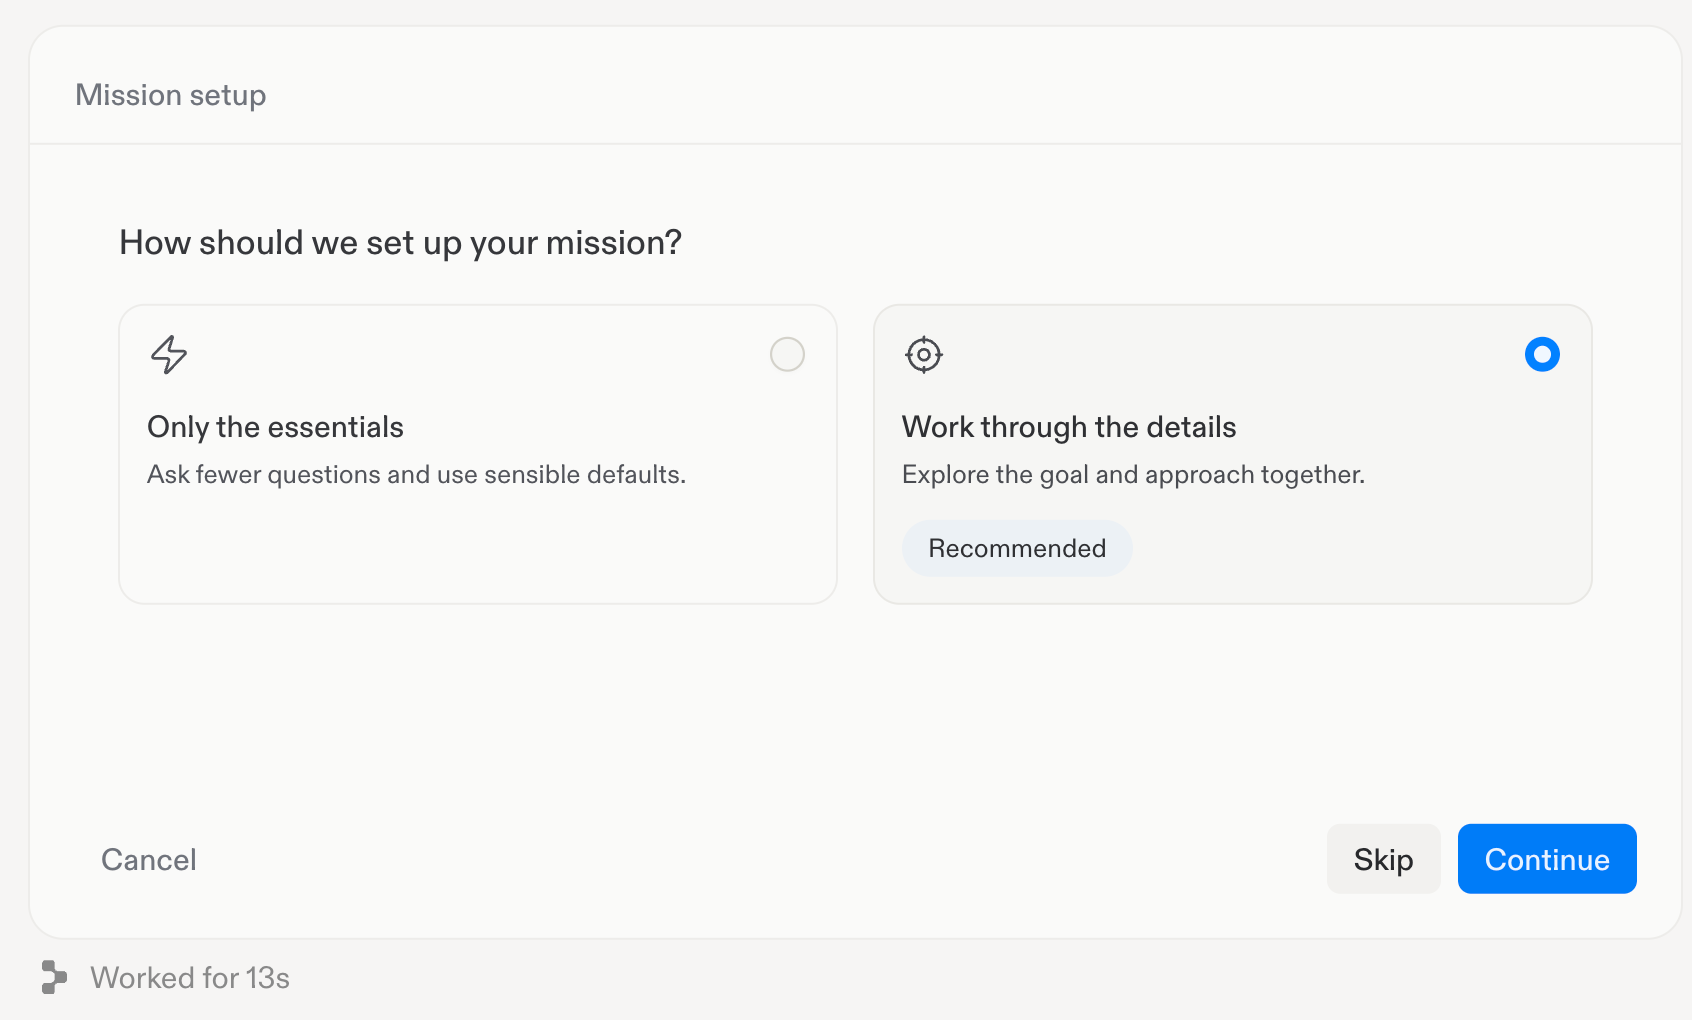 Mission setup
How should we set up your mission?
Only the essentials
Ask fewer questions and use sensible defaults.
Work through the details
Explore the goal and approach together.
Recommended
Cancel
Skip
Continue
Worked for 13s